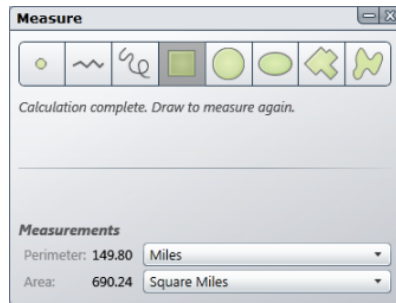 Measure
Calculation complete. Draw to measure again.
Measurements
Perimeter: 149.80 Miles
Area: 690.24 Square Miles